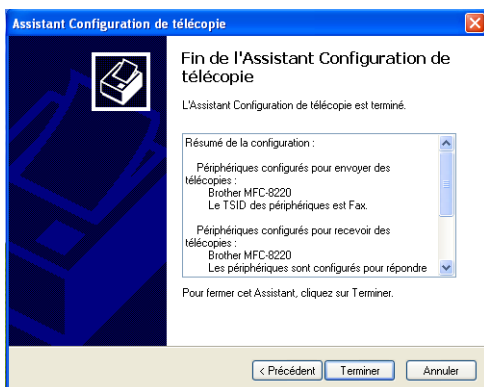 Assistant Configuration de télécopie
Fin de l'Assistant Configuration de
télécopie
L'Assistant Configuration de télécopie est terminé.
Résumé de la configuration :
Périphériques configurés pour envoyer des
télécopies :
Brother MFC-8220
Le TSID des périphériques est Fax.
Périphériques configurés pour recevoir des
télécopies :
Brother MFC-8220
Les périphériques sont configurés pour répondre
Pour fermer cet Assistant, cliquez sur Terminer.
< Précédent
Terminer
Annuler